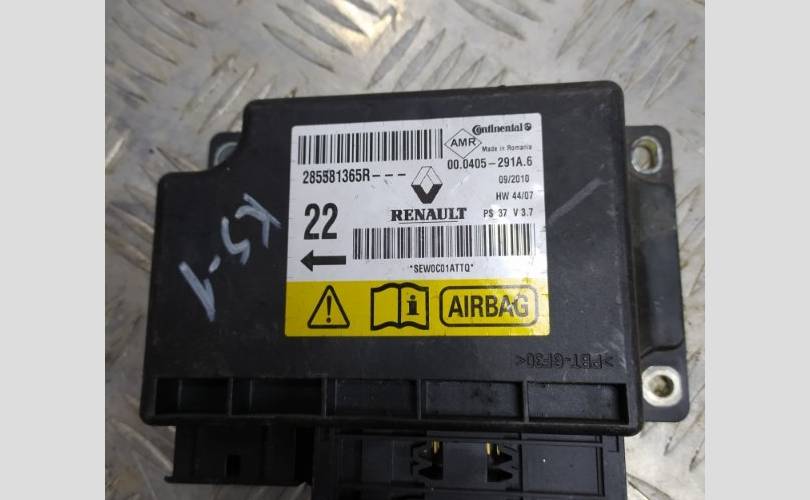 Continental
AMR
Made in Romania
285581365R---
00.0405-291A.6
09/2010
HW 44/07
22
RENAULT
PS 37 V 3.7
*SEW0C01ATTQ*
AIRBAG
K5-1
>PBT-GF30<